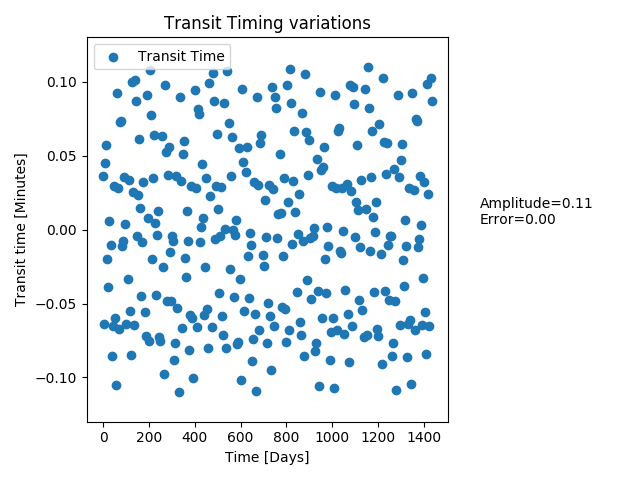 Transit Timing variations
Transit Time
0.10
0.05
0.00
−0.05
−0.10
Transit time [Minutes]
0 200 400 600 800 1000 1200 1400
Time [Days]
Amplitude=0.11
Error=0.00